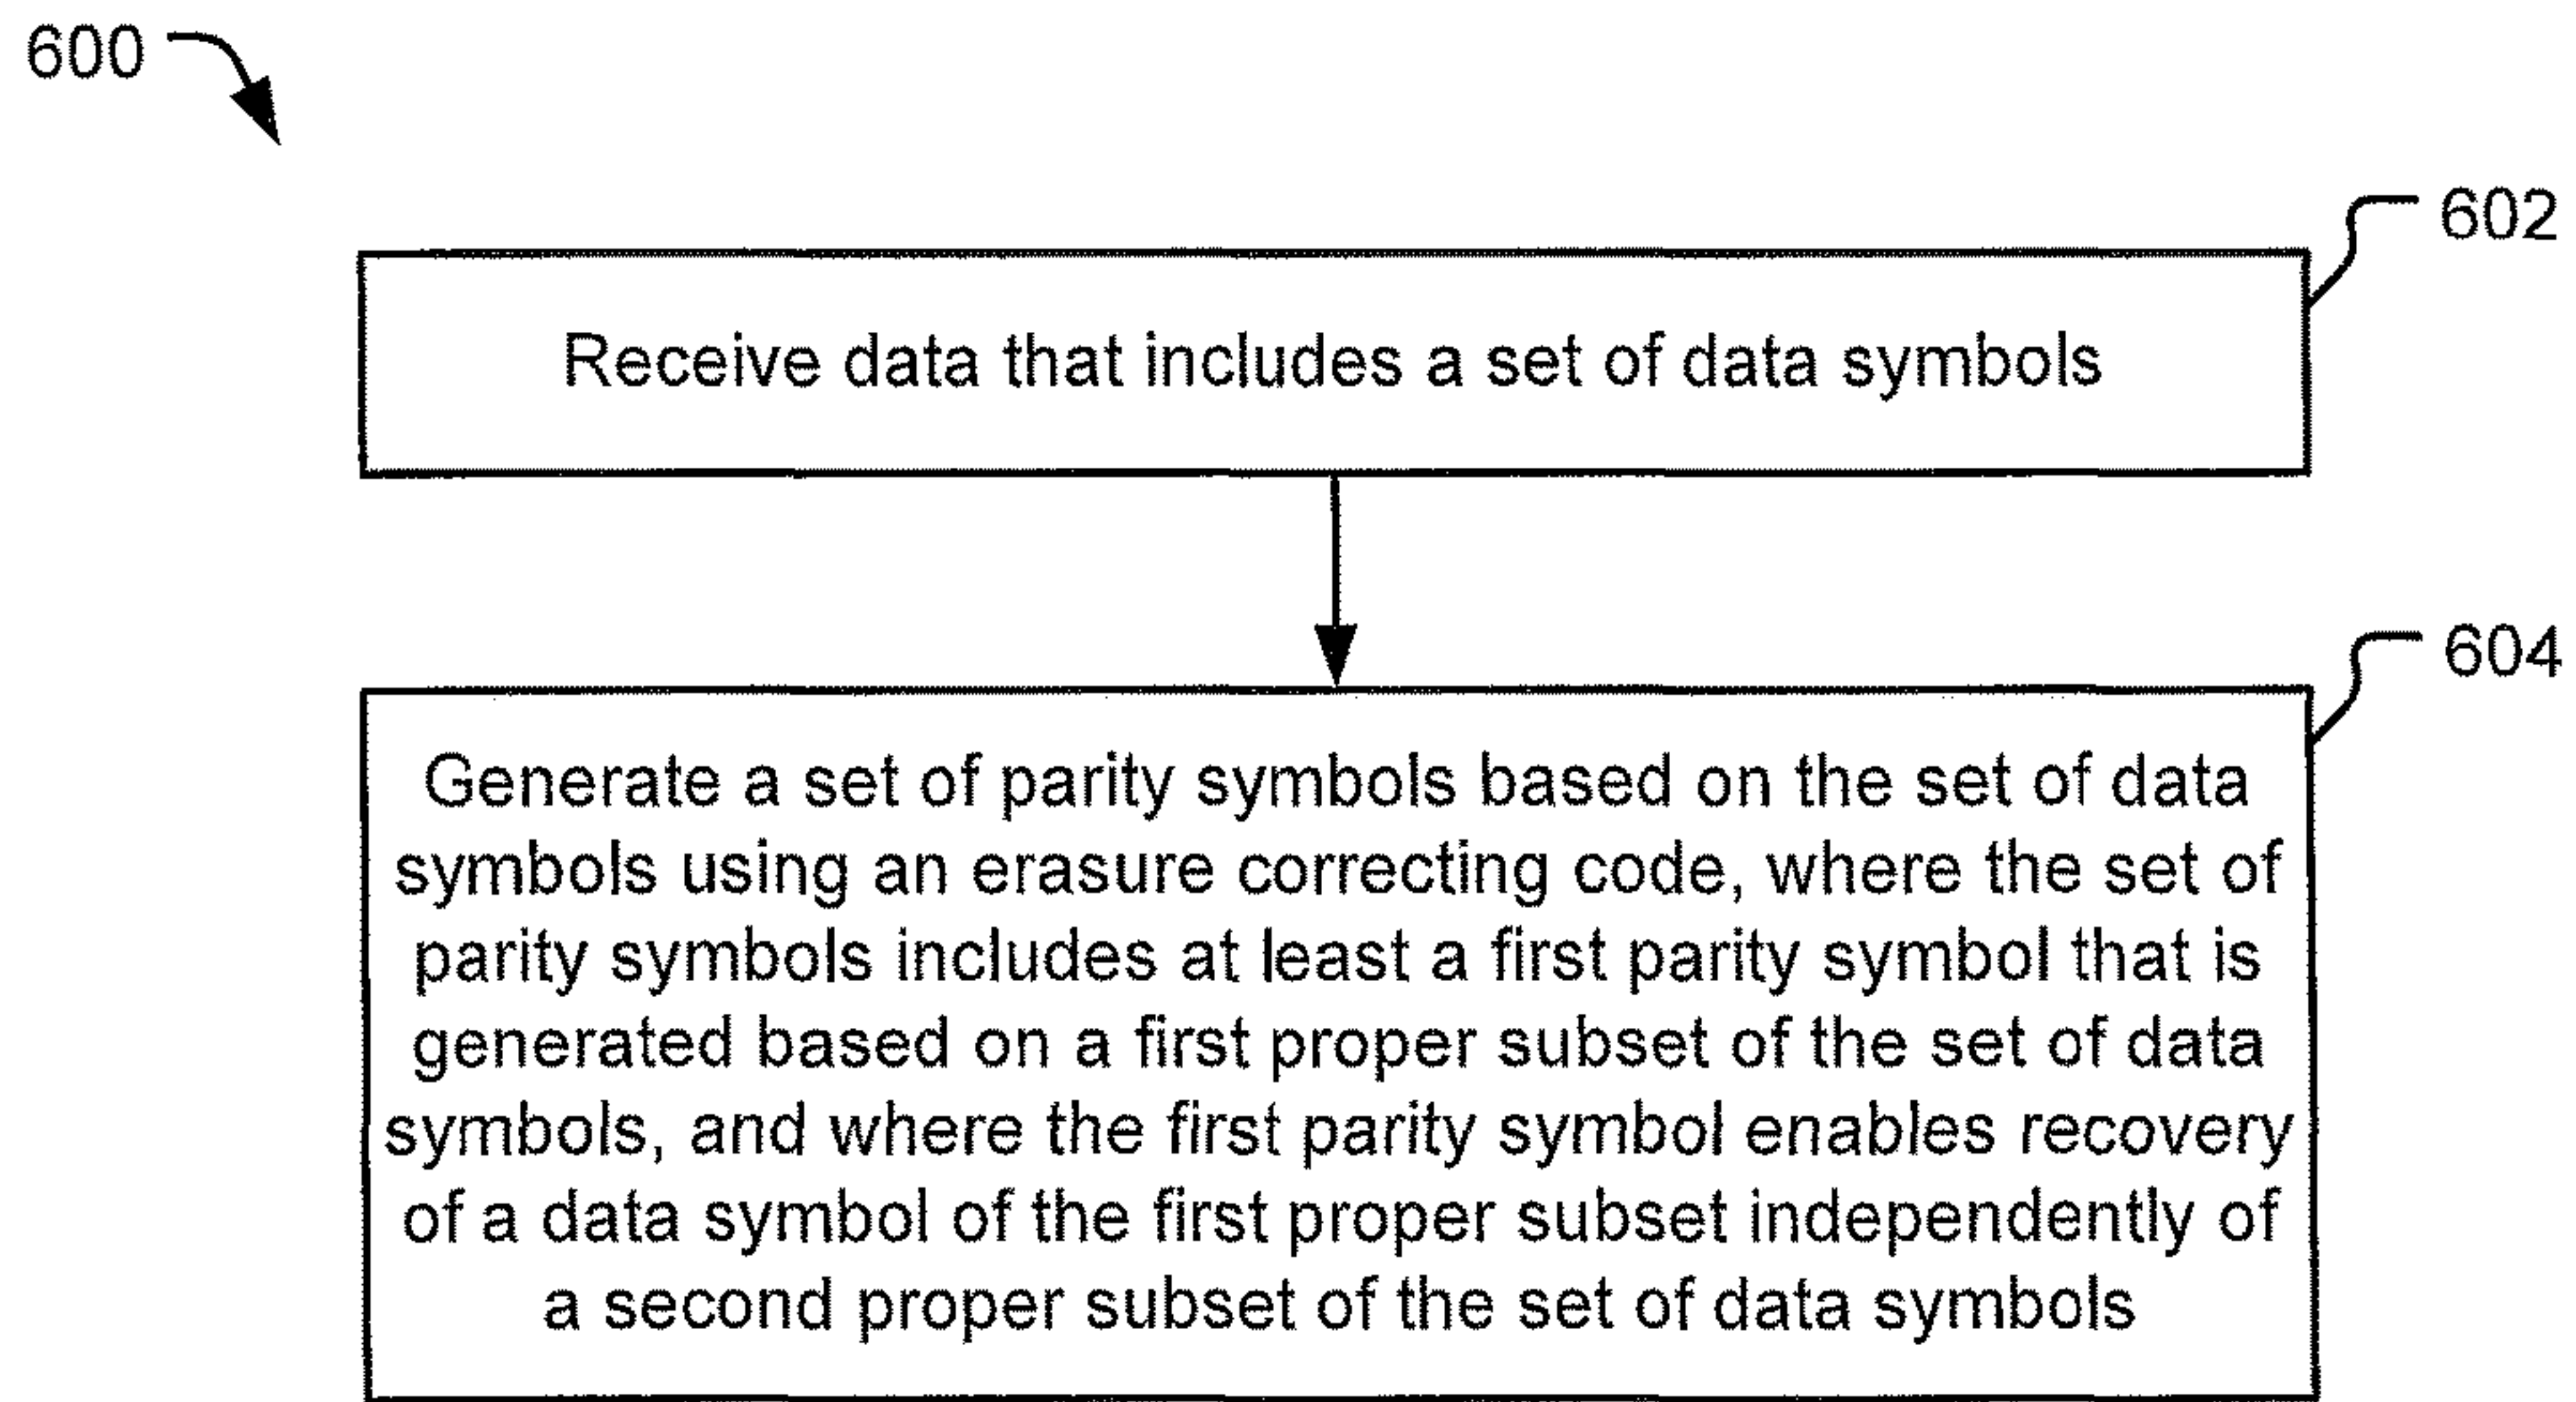 600
602
Receive data that includes a set of data symbols
604
Generate a set of parity symbols based on the set of data
symbols using an erasure correcting code, where the set of
parity symbols includes at least a first parity symbol that is
generated based on a first proper subset of the set of data
symbols, and where the first parity symbol enables recovery
of a data symbol of the first proper subset independently of
a second proper subset of the set of data symbols